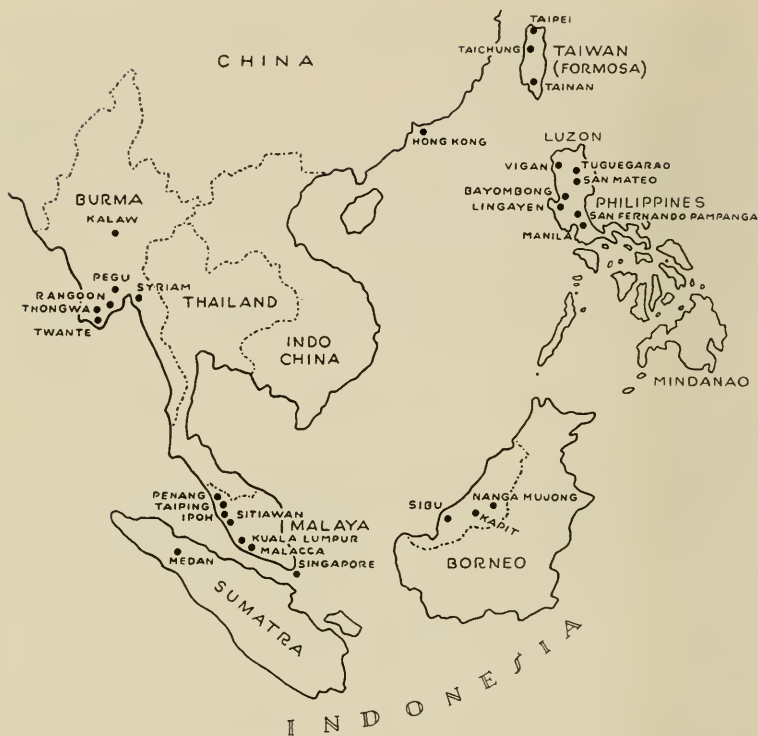 TAIPEI
CHINA
TAICHUNG
TAIWAN
(FORMOSA)
TAINAN
HONG KONG
LUZON
VIGAN
TUGUEGARAO
SAN MATEO
BURMA
BAYOMBONG
PHILIPPINES
KALAW
LINGAYEN
SAN FERNANDO PAMPANGA
MANILA
PEGU
SYRIAM
RANGOON
THONGWA
THAILAND
TWANTE
INDO
CHINA
MINDANAO
PENANG
TAIPING
IPOH
SITIAWAN
MALAYA
NANGA MUJONG
SIBU
KAPIT
KUALA LUMPUR
MALACCA
MEDAN
SINGAPORE
BORNEO
SUMATRA
INDONESIA